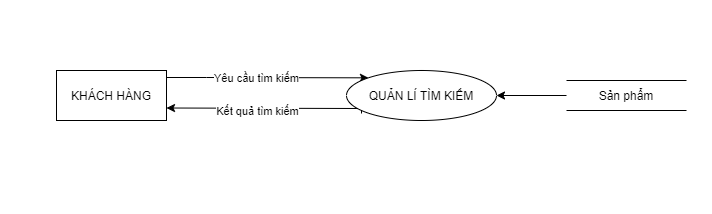 Yêu cầu tìm kiếm
KHÁCH HÀNG
QUẢN LÍ TÌM KIẾM
Sản phẩm
Kết quả tìm kiếm